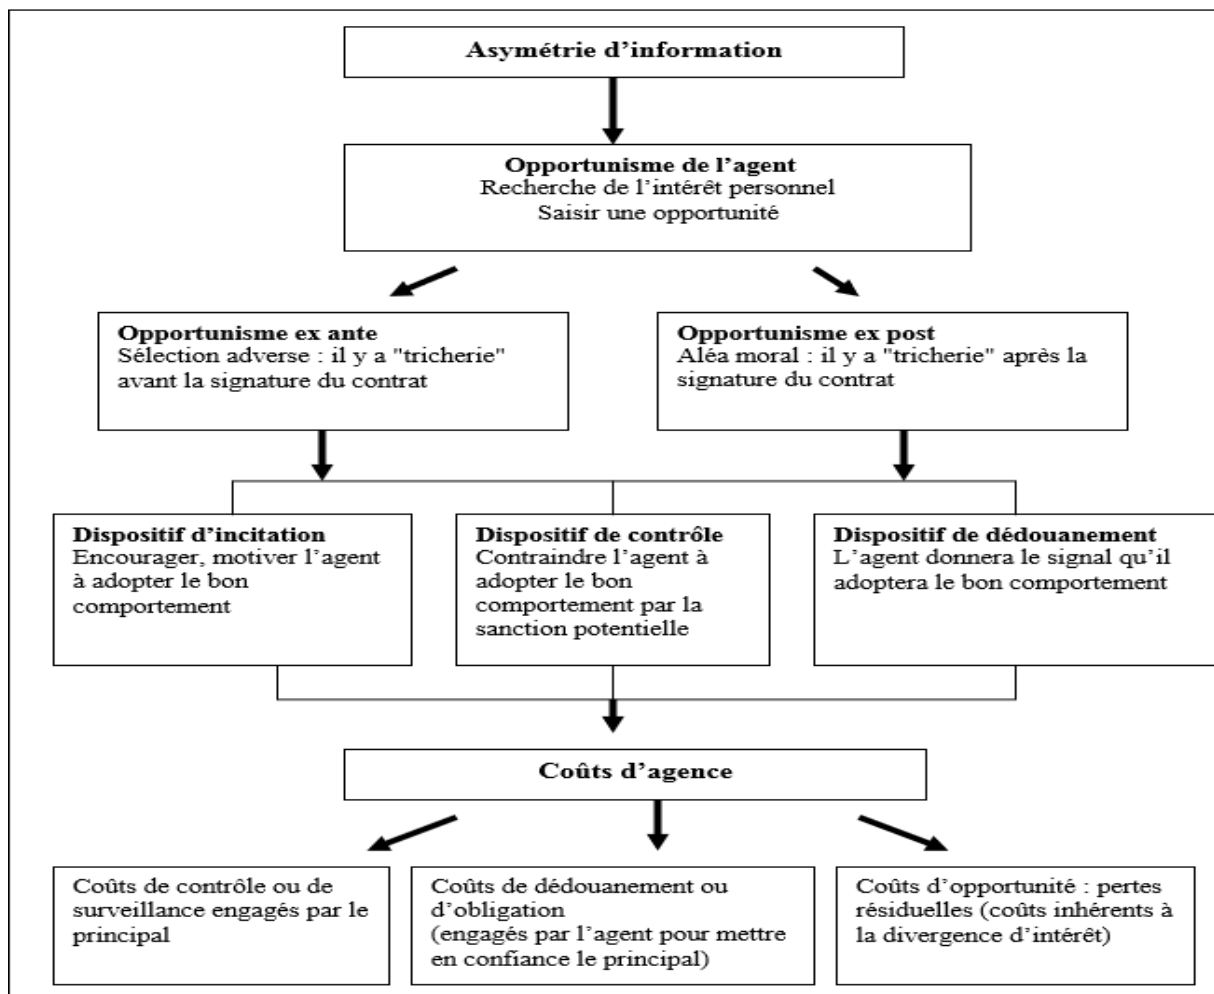 Asymétrie d’information
Opportunisme de l’agent
Recherche de l’intérêt personnel
Saisir une opportunité
Opportunisme ex ante
Sélection adverse : il y a "tricherie"
avant la signature du contrat
Opportunisme ex post
Aléa moral : il y a "tricherie" après la
signature du contrat
Dispositif d’incitation
Encourager, motiver l’agent
à adopter le bon
comportement
Dispositif de contrôle
Contraindre l’agent à
adopter le bon
comportement par la
sanction potentielle
Dispositif de dédouanement
L’agent donnera le signal qu’il
adoptera le bon comportement
Coûts d’agence
Coûts de contrôle ou de
surveillance engagés par le
principal
Coûts de dédouanement ou
d’obligation
(engagés par l’agent pour mettre
en confiance le principal)
Coûts d’opportunité : pertes
résiduelles (coûts inhérents à
la divergence d’intérêt)